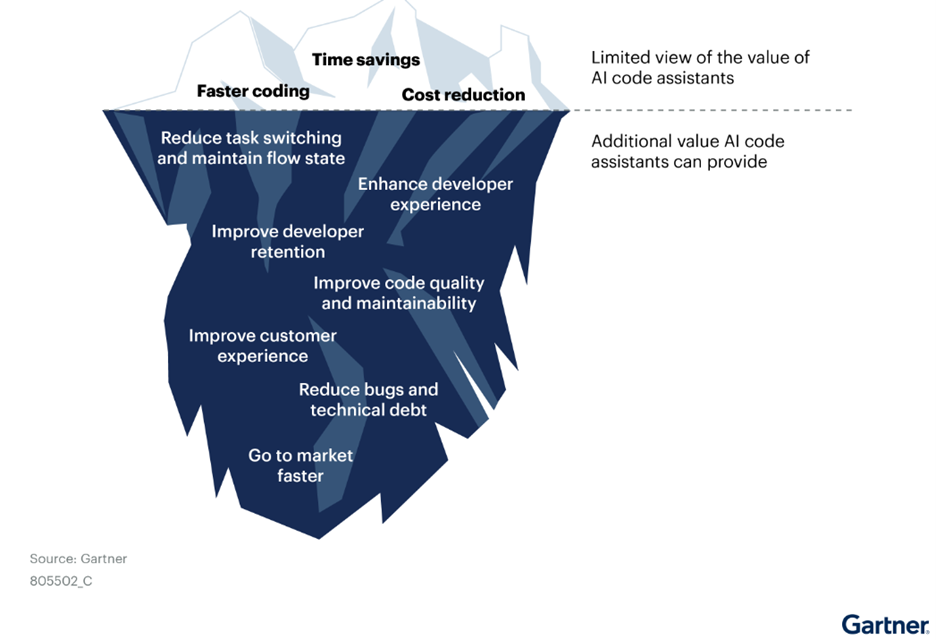 Time savings
Faster coding
Cost reduction
Limited view of the value of
AI code assistants
Reduce task switching
and maintain flow state
Additional value AI code
assistants can provide
Enhance developer
experience
Improve developer
retention
Improve code quality
and maintainability
Improve customer
experience
Reduce bugs and
technical debt
Go to market
faster
Source: Gartner
805502_C
Gartner.